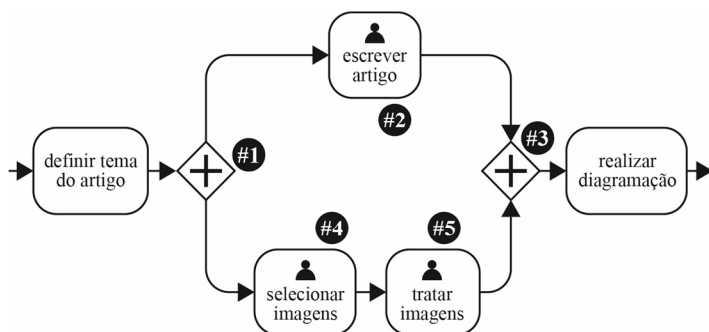 escrever
artigo
#2
definir tema
do artigo
#1
#3
realizar
diagramação
#4
selecionar
imagens
#5
tratar
imagens